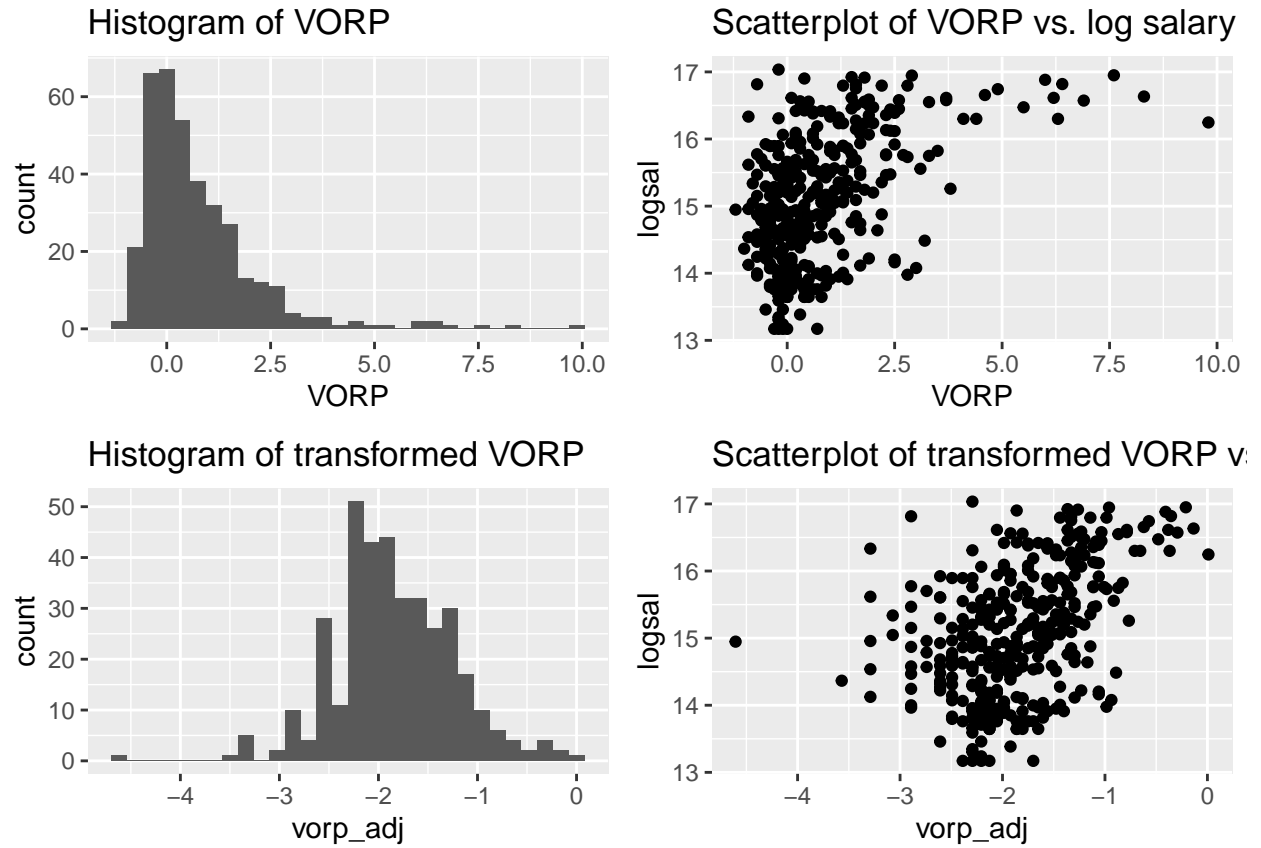 Histogram of VORP
60
40
20
0
count
0.0 2.5 5.0 7.5 10.0
VORP
Scatterplot of VORP vs. log salary
17
16
15
14
13
logsal
0.0 2.5 5.0 7.5 10.0
VORP
Histogram of transformed VORP
50
40
30
20
10
0
count
−4 −3 −2 −1 0
vorp_adj
Scatterplot of transformed VORP
17
16
15
14
13
logsal
−4 −3 −2 −1 0
vorp_adj